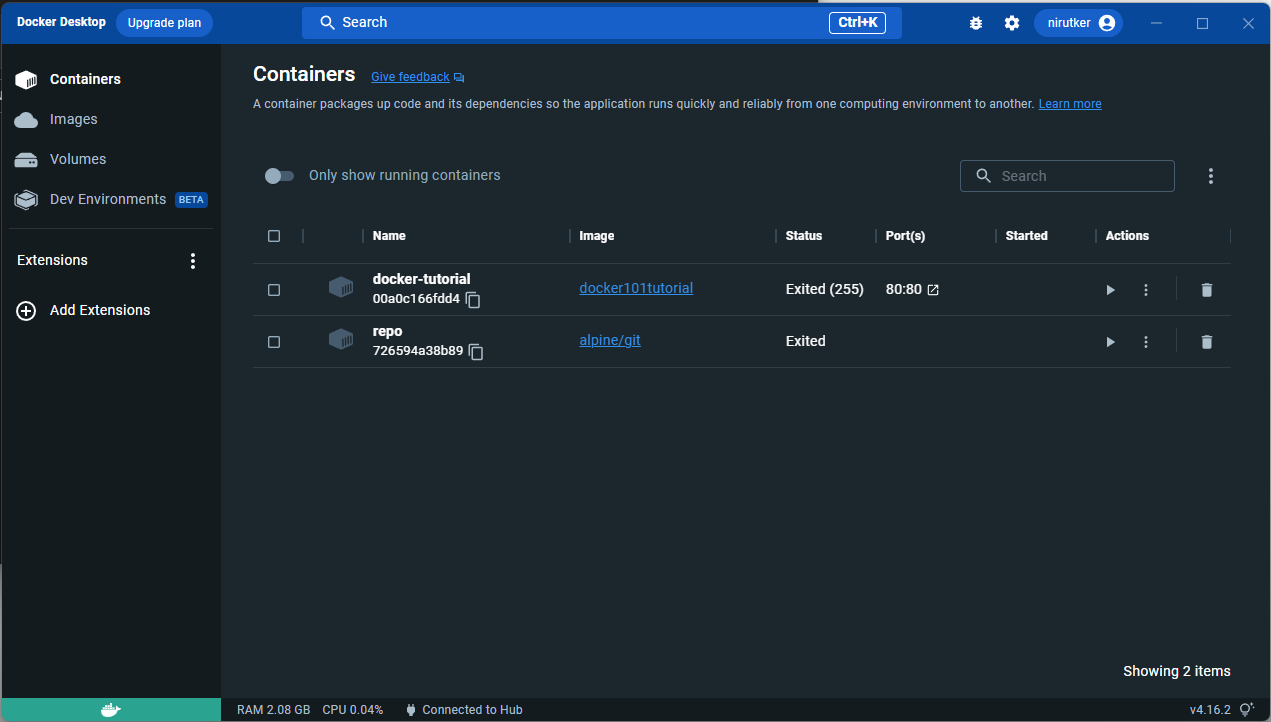 Docker Desktop Upgrade plan Search Ctrl+K nirutker
Containers
Images
Volumes
Dev Environments BETA
Extensions
Add Extensions
Containers Give feedback
A container packages up code and its dependencies so the application runs quickly and reliably from one computing environment to another. Learn more
Only show running containers Search
Name Image Status Port(s) Started Actions
docker-tutorial
00a0c166fdd4 docker101tutorial Exited (255) 80:80
repo
726594a38b89 alpine/git Exited
Showing 2 items
RAM 2.08 GB CPU 0.04% Connected to Hub v4.16.2